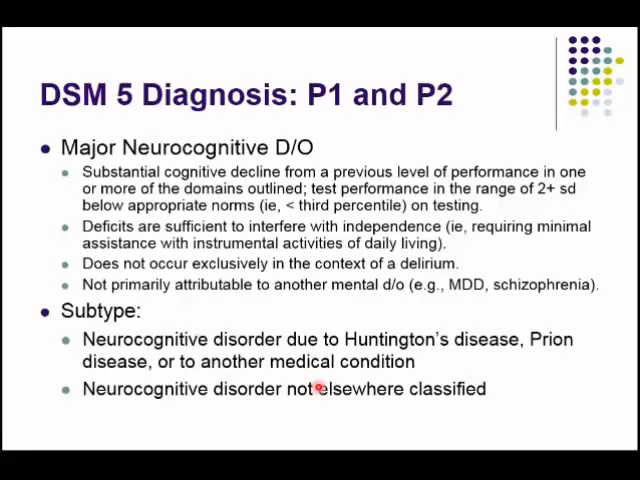 DSM 5 Diagnosis: P1 and P2
Major Neurocognitive D/O
Substantial cognitive decline from a previous level of performance in one
or more of the domains outlined; test performance in the range of 2+ sd
below appropriate norms (ie, < third percentile) on testing.
Deficits are sufficient to interfere with independence (ie, requiring minimal
assistance with instrumental activities of daily living).
Does not occur exclusively in the context of a delirium.
Not primarily attributable to another mental d/o (e.g., MDD, schizophrenia).
Subtype:
Neurocognitive disorder due to Huntington's disease, Prion
disease, or to another medical condition
Neurocognitive disorder not elsewhere classified